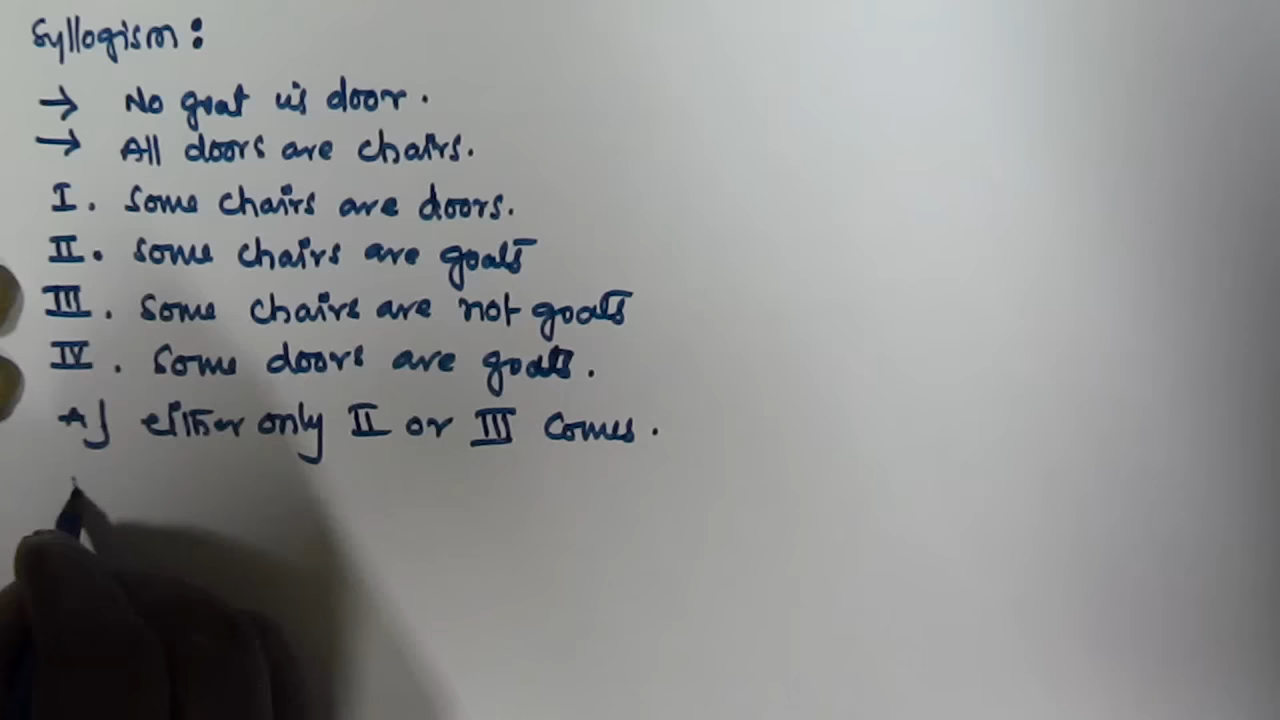 Syllogism:
→ No goat is door.
→ All doors are chairs.
I. Some chairs are doors.
II. Some chairs are goats
III. Some chairs are not goats
IV. Some doors are goats.
A] either only II or III comes.